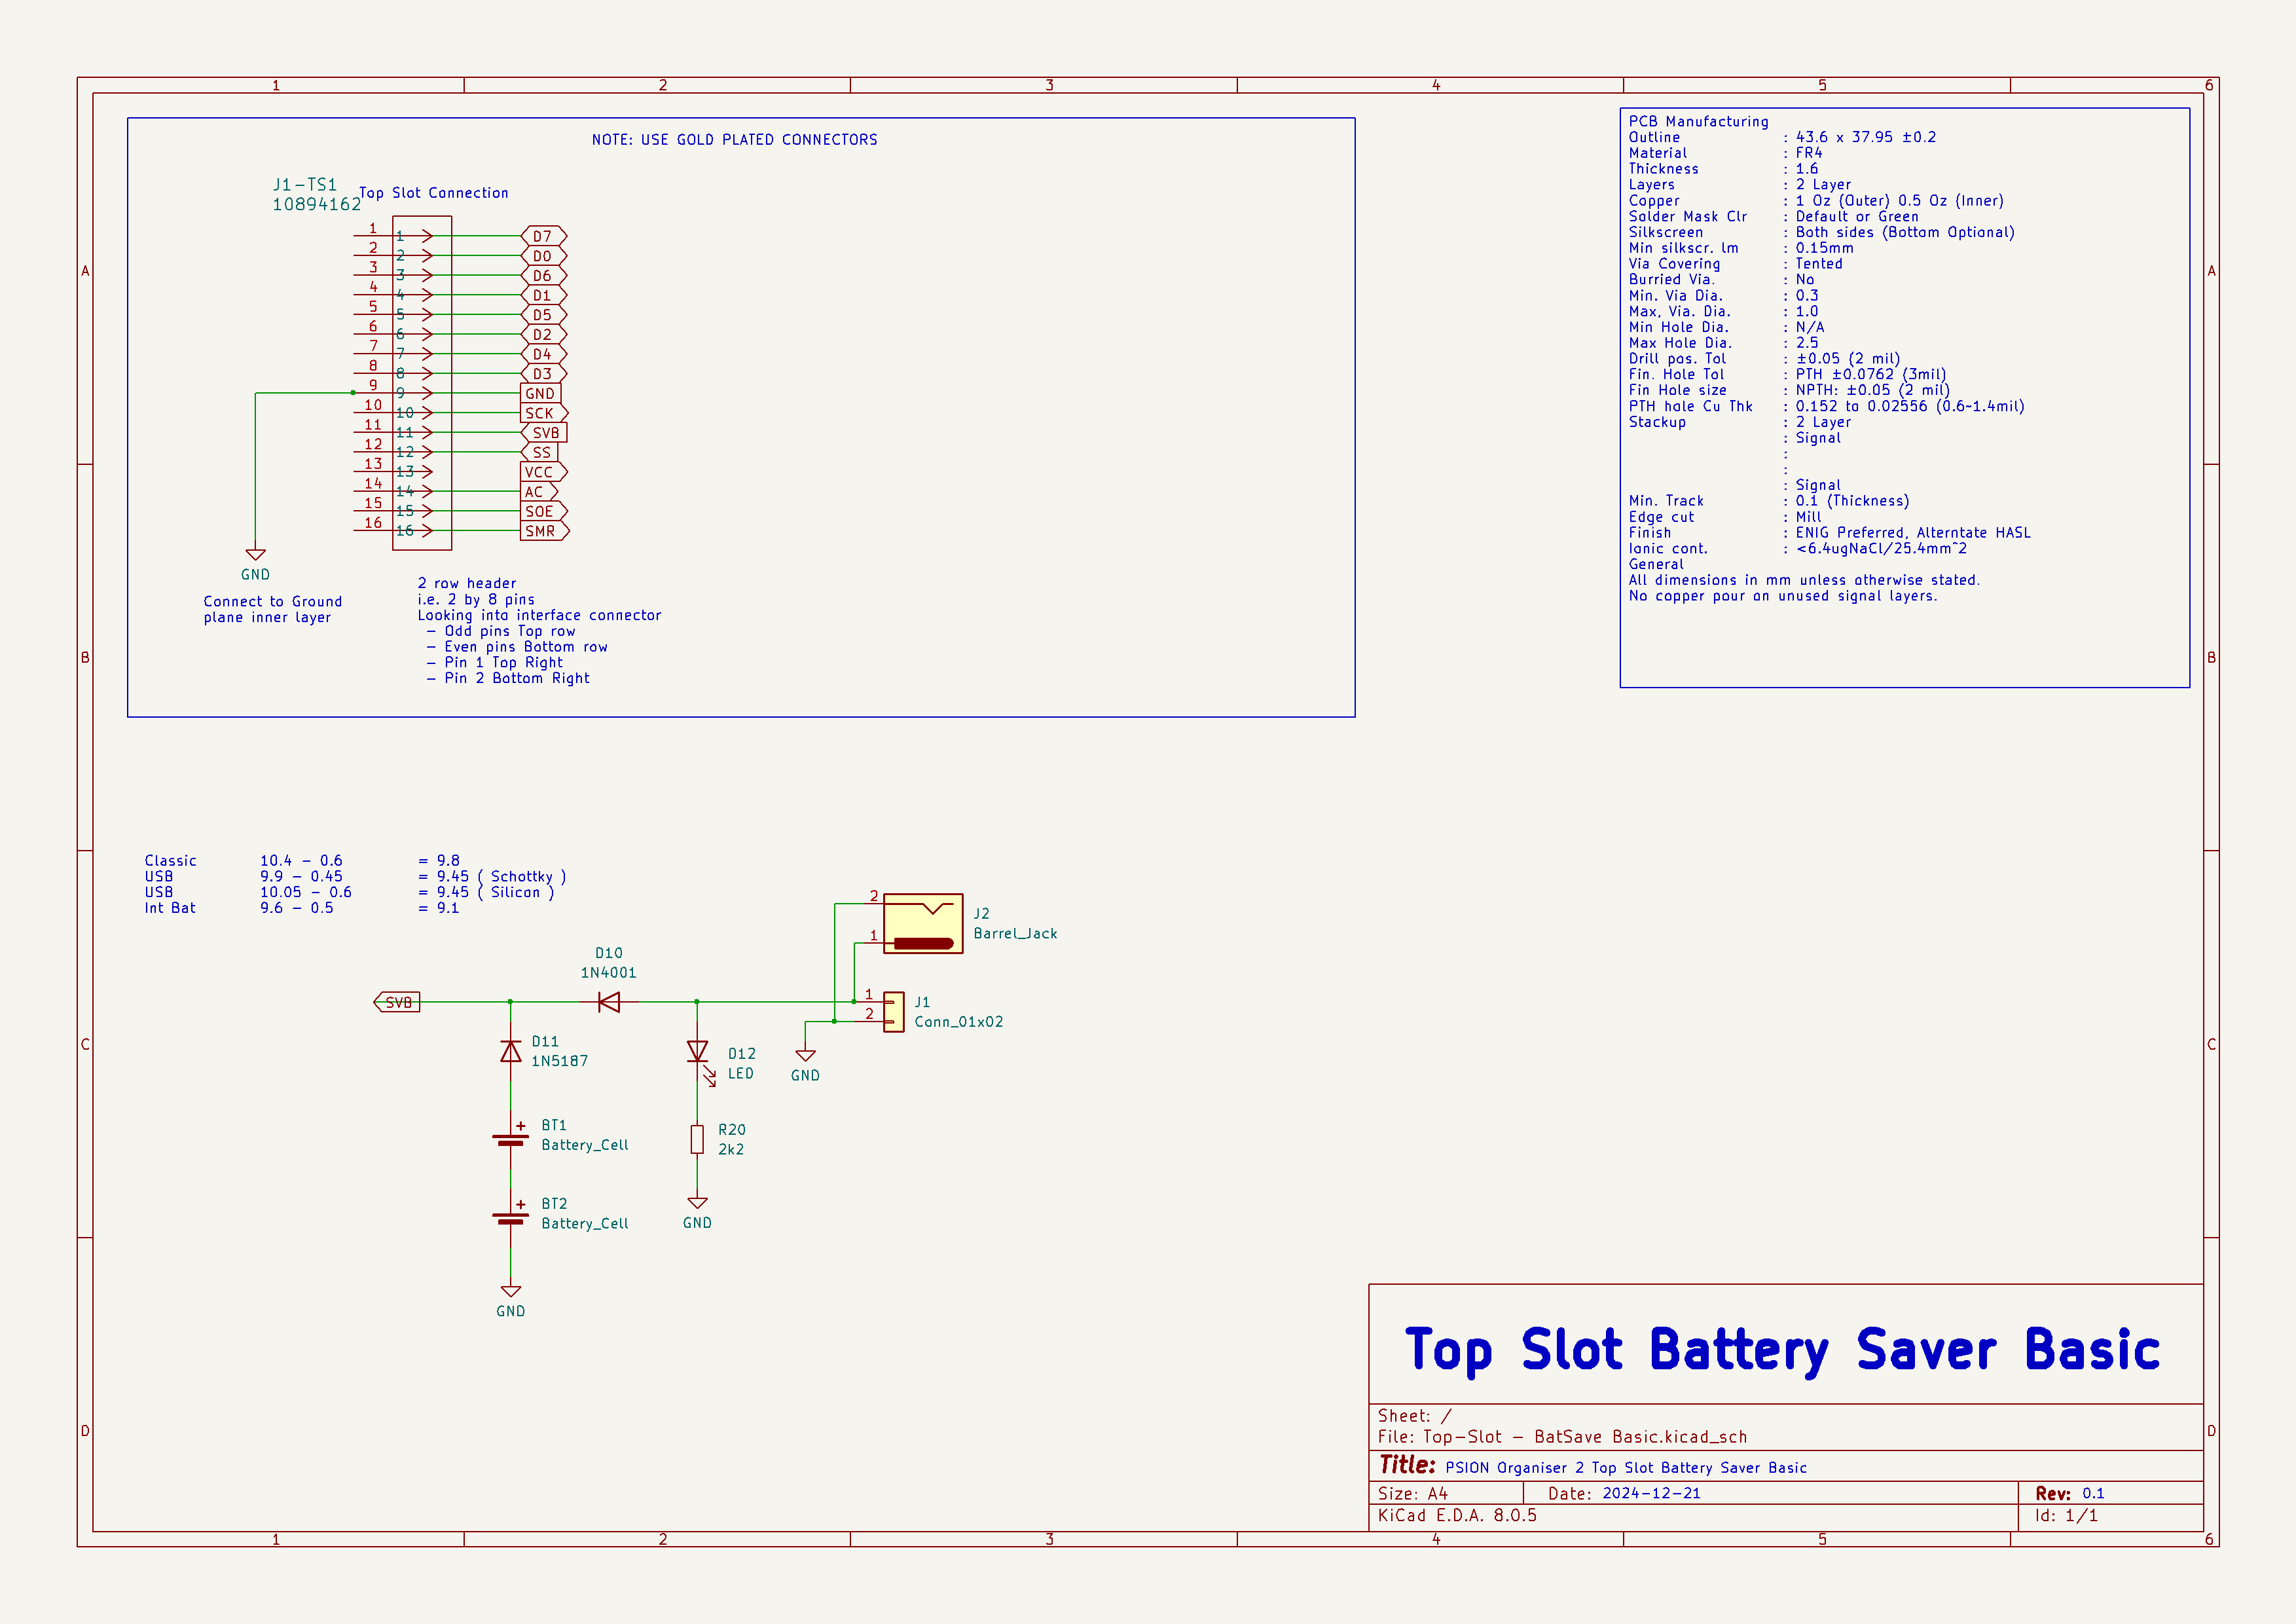 1 2 3 4 5 6
A
B
C
D
NOTE: USE GOLD PLATED CONNECTORS
J1-TS1
10894162
Top Slot Connection
1 1 D7
2 2 D0
3 3 D6
4 4 D1
5 5 D5
6 6 D2
7 7 D4
8 8 D3
9 9 GND
10 10 SCK
11 11 SVB
12 12 SS
13 13 VCC
14 14 AC
15 15 SOE
16 16 SMR
GND
Connect to Ground
plane inner layer
2 row header
i.e. 2 by 8 pins
Looking into interface connector
- Odd pins Top row
- Even pins Bottom row
- Pin 1 Top Right
- Pin 2 Bottom Right
PCB Manufacturing
Outline : 43.6 x 37.95 ±0.2
Material : FR4
Thickness : 1.6
Layers : 2 Layer
Copper : 1 Oz (Outer) 0.5 Oz (Inner)
Solder Mask Clr : Default or Green
Silkscreen : Both sides (Bottom Optional)
Min silkscr. lm : 0.15mm
Via Covering : Tented
Burried Via. : No
Min. Via Dia. : 0.3
Max, Via. Dia. : 1.0
Min Hole Dia. : N/A
Max Hole Dia. : 2.5
Drill pos. Tol : ±0.05 (2 mil)
Fin. Hole Tol : PTH ±0.0762 (3mil)
Fin Hole size : NPTH: ±0.05 (2 mil)
PTH hole Cu Thk : 0.152 to 0.02556 (0.6~1.4mil)
Stackup : 2 Layer
: Signal
:
:
: Signal
Min. Track : 0.1 (Thickness)
Edge cut : Mill
Finish : ENIG Preferred, Alterntate HASL
Ionic cont. : <6.4ugNaCl/25.4mm^2
General
All dimensions in mm unless otherwise stated.
No copper pour on unused signal layers.
Classic 10.4 - 0.6 = 9.8
USB 9.9 - 0.45 = 9.45 ( Schottky )
USB 10.05 - 0.6 = 9.45 ( Silicon )
Int Bat 9.6 - 0.5 = 9.1
2
1
J2
Barrel_Jack
D10
1N4001
SVB
1
2
J1
Conn_01x02
GND
D11
1N5187
D12
LED
BT1
Battery_Cell
R20
2k2
BT2
Battery_Cell
GND
GND
Top Slot Battery Saver Basic
Sheet: /
File: Top-Slot - BatSave Basic.kicad_sch
Title: PSION Organiser 2 Top Slot Battery Saver Basic
Size: A4 Date: 2024-12-21 Rev: 0.1
KiCad E.D.A. 8.0.5 Id: 1/1
A
B
C
D
1 2 3 4 5 6